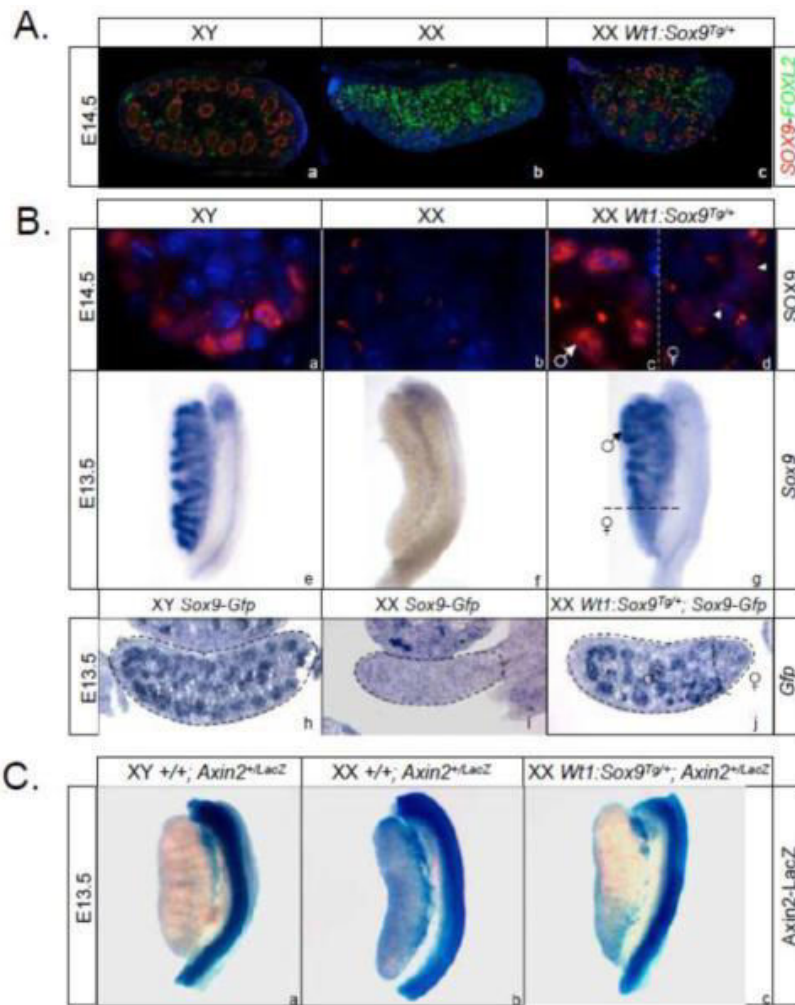 A.
XY XX XX Wt1:Sox9Tg/+
E14.5
a b c
SOX9-FOXL2
B.
XY XX XX Wt1:Sox9Tg/+
E14.5
a b c d
♂ ♀
SOX9
E13.5
♂
♀
e f g
Sox9
XY Sox9-Gfp XX Sox9-Gfp XX Wt1:Sox9Tg/+; Sox9-Gfp
E13.5
♂ ♀
h i j
Gfp
C.
XY +/+; Axin2+/LacZ XX +/+; Axin2+/LacZ XX Wt1:Sox9Tg/+; Axin2+/LacZ
E13.5
a b c
Axin2-LacZ